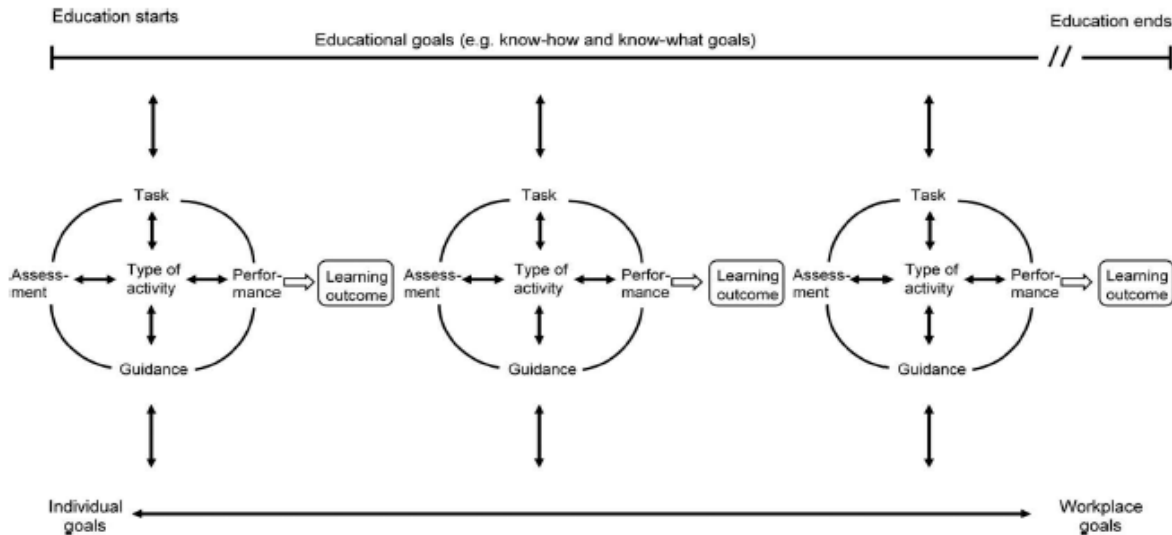 Education starts
Education ends
Educational goals (e.g. know-how and know-what goals)
Task
Task
Task
.Assess-
ment
Type of
activity
Perfor-
mance
Learning
outcome
Assess-
ment
Type of
activity
Perfor-
mance
Learning
outcome
Assess-
ment
Type of
activity
Perfor-
mance
Learning
outcome
Guidance
Guidance
Guidance
Individual
goals
Workplace
goals